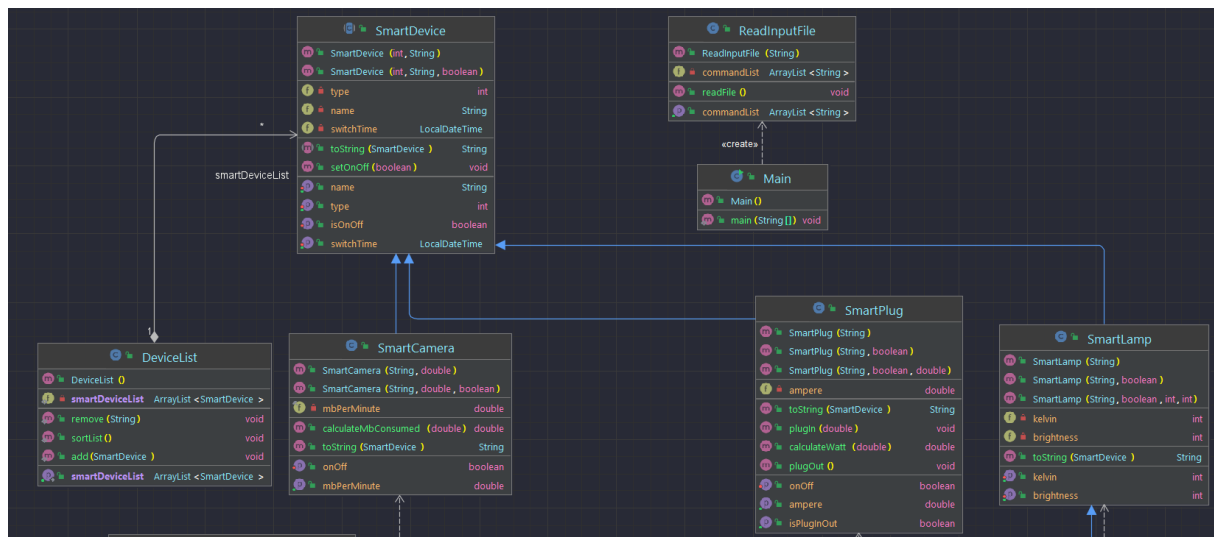 SmartDevice
SmartDevice (int, String)
SmartDevice (int, String, boolean)
type int
name String
switchTime LocalDateTime
toString (SmartDevice ) String
setOnOff (boolean) void
name String
type int
isOnOff boolean
switchTime LocalDateTime
ReadInputFile
ReadInputFile (String)
commandList ArrayList <String >
readFile () void
commandList ArrayList <String >
«create»
Main
Main ()
main (String []) void
*
smartDeviceList
1
DeviceList
DeviceList ()
smartDeviceList ArrayList <SmartDevice >
remove (String) void
sortList () void
add (SmartDevice ) void
smartDeviceList ArrayList <SmartDevice >
SmartCamera
SmartCamera (String, double)
SmartCamera (String, double, boolean)
mbPerMinute double
calculateMbConsumed (double) double
toString (SmartDevice ) String
onOff boolean
mbPerMinute double
SmartPlug
SmartPlug (String)
SmartPlug (String, boolean)
SmartPlug (String, boolean, double)
ampere double
toString (SmartDevice ) String
plugIn (double) void
calculateWatt (double) double
plugOut () void
onOff boolean
ampere double
isPlugInOut boolean
SmartLamp
SmartLamp (String)
SmartLamp (String, boolean)
SmartLamp (String, boolean, int, int)
kelvin int
brightness int
toString (SmartDevice ) String
kelvin int
brightness int